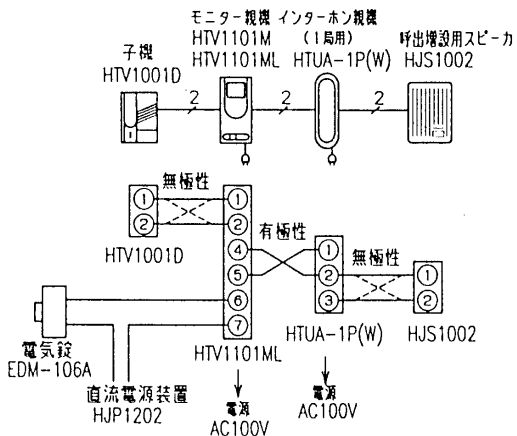 モニター親機 インターホン親機
子機 HTV1101M (1局用) 呼出増設用スピーカ
HTV1001D HTV1101ML HTUA-1P(W) HJS1002
2 2 2
無極性
① ①
② ②
HTV1001D
有極性
④ ① 無極性
⑤ ② ①
⑥ ③ ②
⑦ HTUA-1P(W) HJS1002
電気錠 HTV1101ML
EDM-106A
直流電源装置 電源 電源
HJP1202 AC100V AC100V